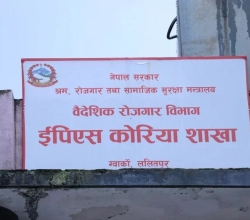 नेपाल सरकार
श्रम, रोजगार तथा सामाजिक सुरक्षा मन्त्रालय
वैदेशिक रोजगार विभाग
ईपिएस कोरिया शाखा
ग्वार्को, ललितपुर